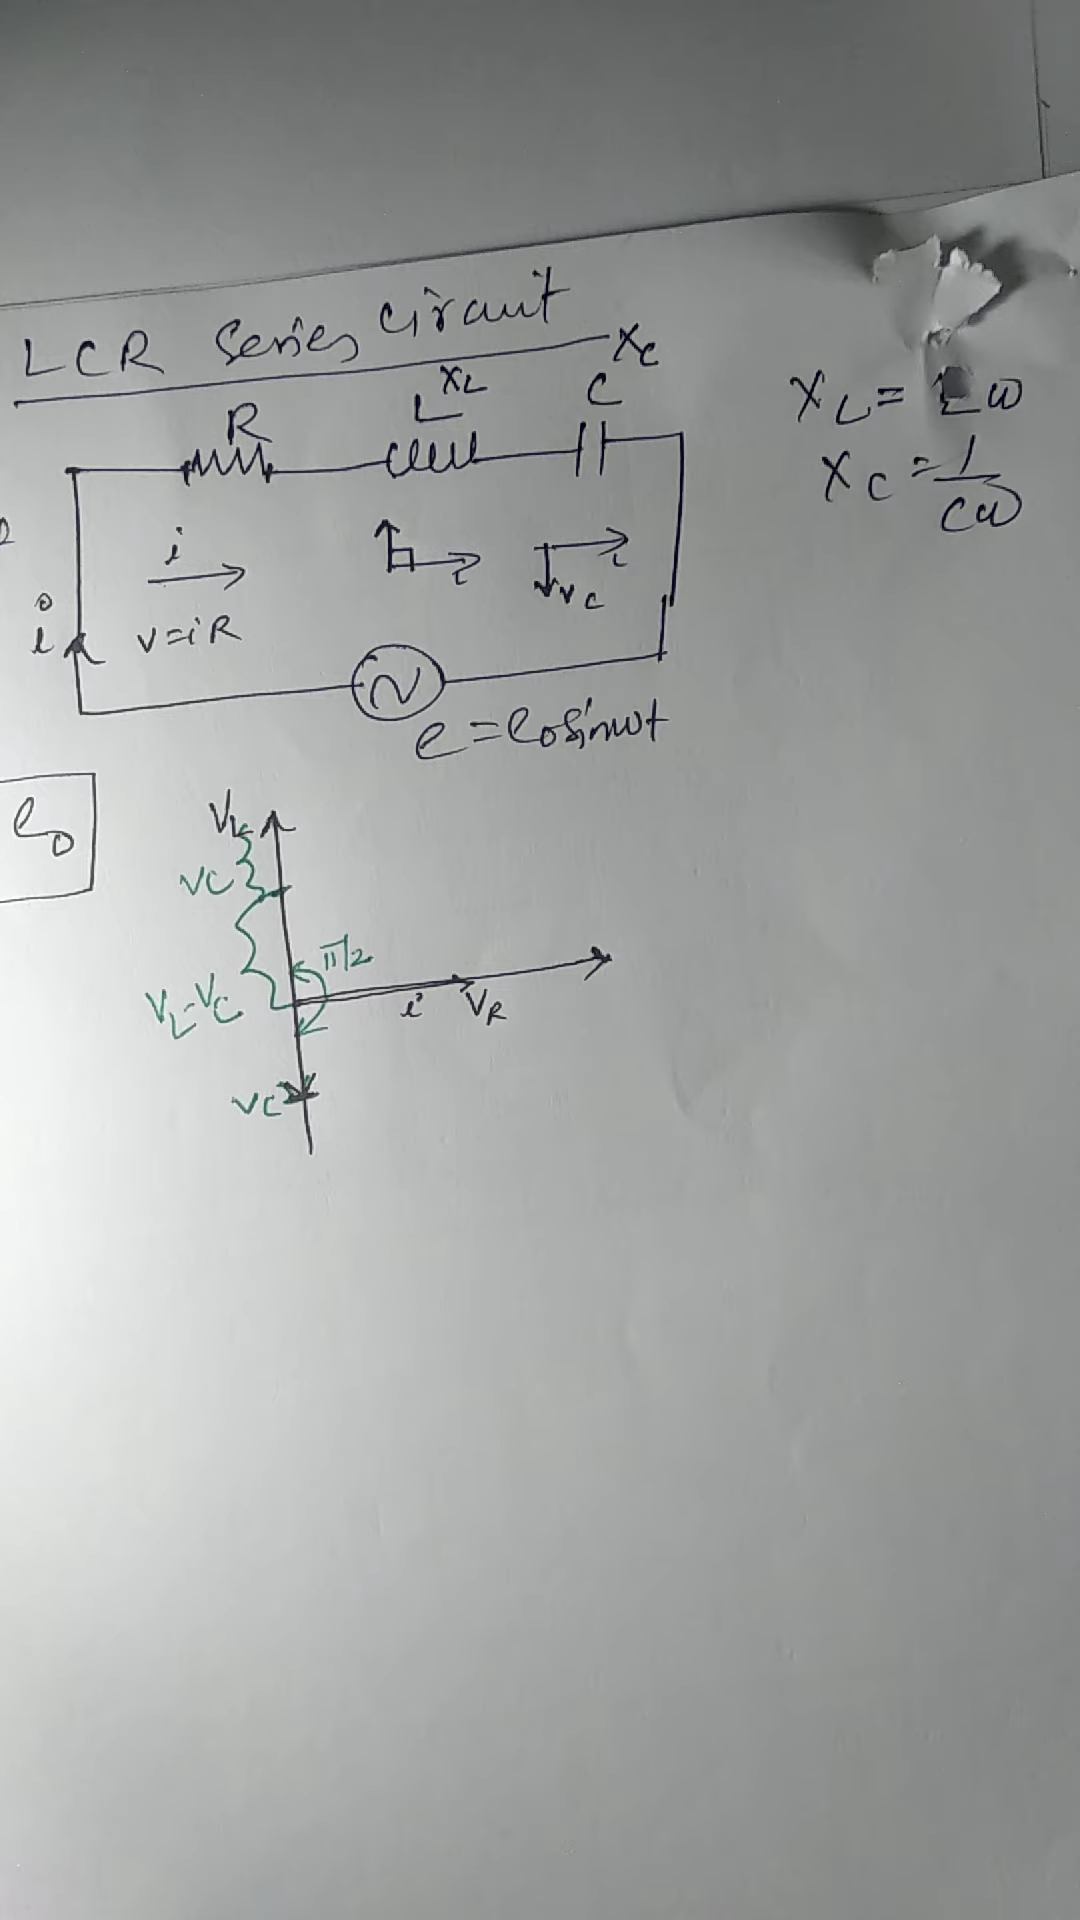 LCR Series Circuit
R
L
XL
C
XC
XL = Lω
XC = 1/Cω
i
V=iR
i
i
i
VC
e = e₀ sinωt
e₀
VL
VC
π/2
VL-VC
i
VR
VC